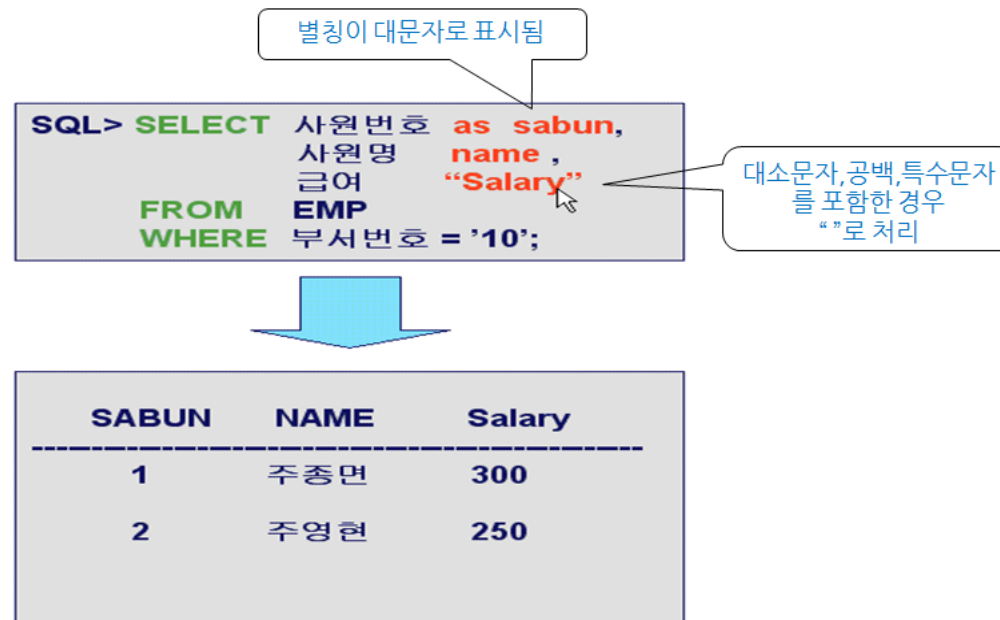 별칭이 대문자로 표시됨
SQL> SELECT 사원번호 as sabun,
사원명 name ,
급여 “Salary”
FROM EMP
WHERE 부서번호 = ’10’;
대소문자,공백,특수문자
를 포함한 경우
“ ”로 처리
SABUN NAME Salary
1 주종면 300
2 주영현 250